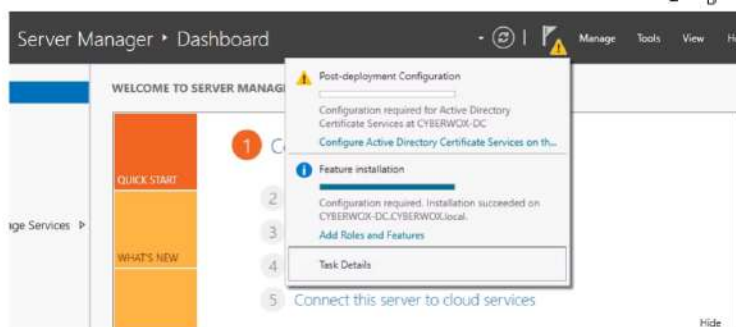 Server Manager • Dashboard
Manage Tools View
WELCOME TO SERVER MANAG
Post-deployment Configuration
Configuration required for Active Directory
Certificate Services at CYBERWOX-DC
Configure Active Directory Certificate Services on th...
1
QUICK START
Feature installation
2
Configuration required. Installation succeeded on
CYBERWOX-DC.CYBERWOX.local.
age Services
3
Add Roles and Features
WHAT'S NEW
4
Task Details
5 Connect this server to cloud services
Hide